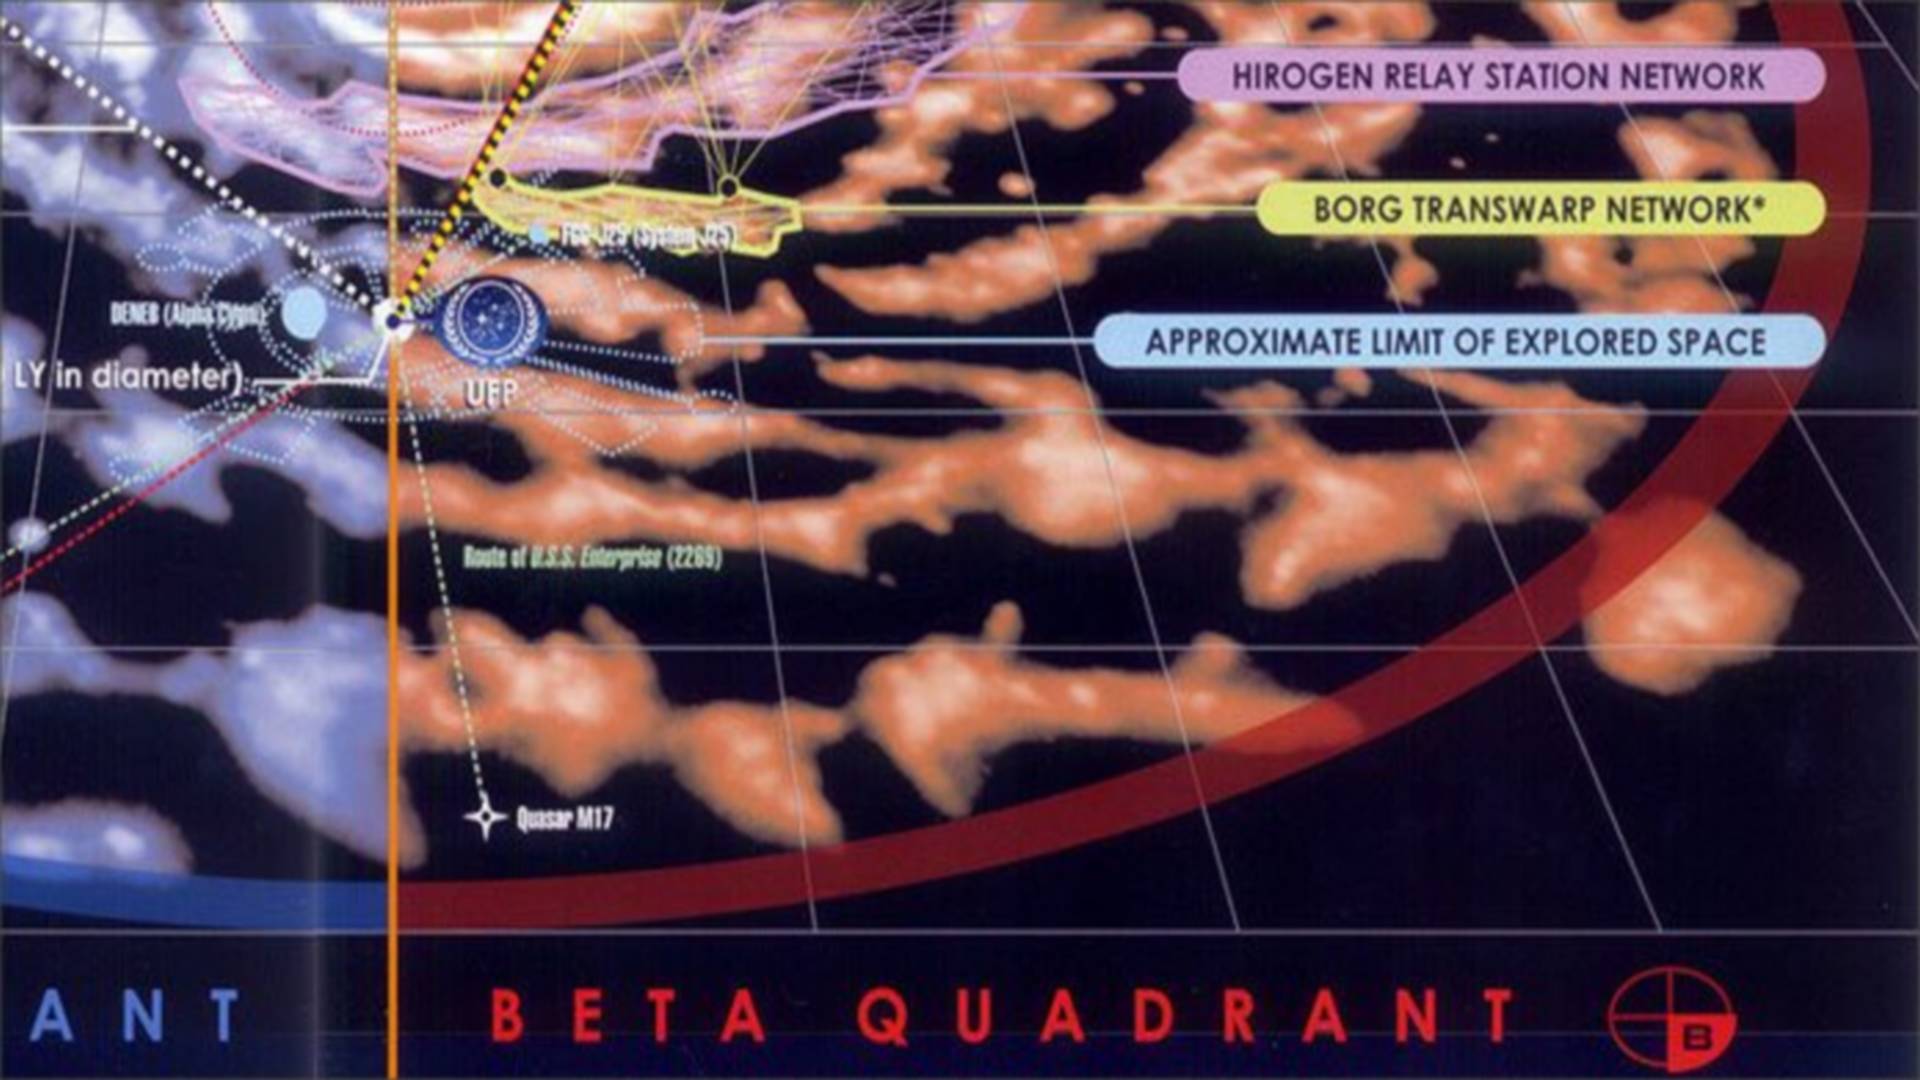 HIROGEN RELAY STATION NETWORK
BORG TRANSWARP NETWORK*
FGC-J25 (System J25)
DENEB (Alpha Cygni)
APPROXIMATE LIMIT OF EXPLORED SPACE
LY in diameter)
UFP
Route of U.S.S. Enterprise (2269)
Quasar M17
ANT
BETA QUADRANT
B